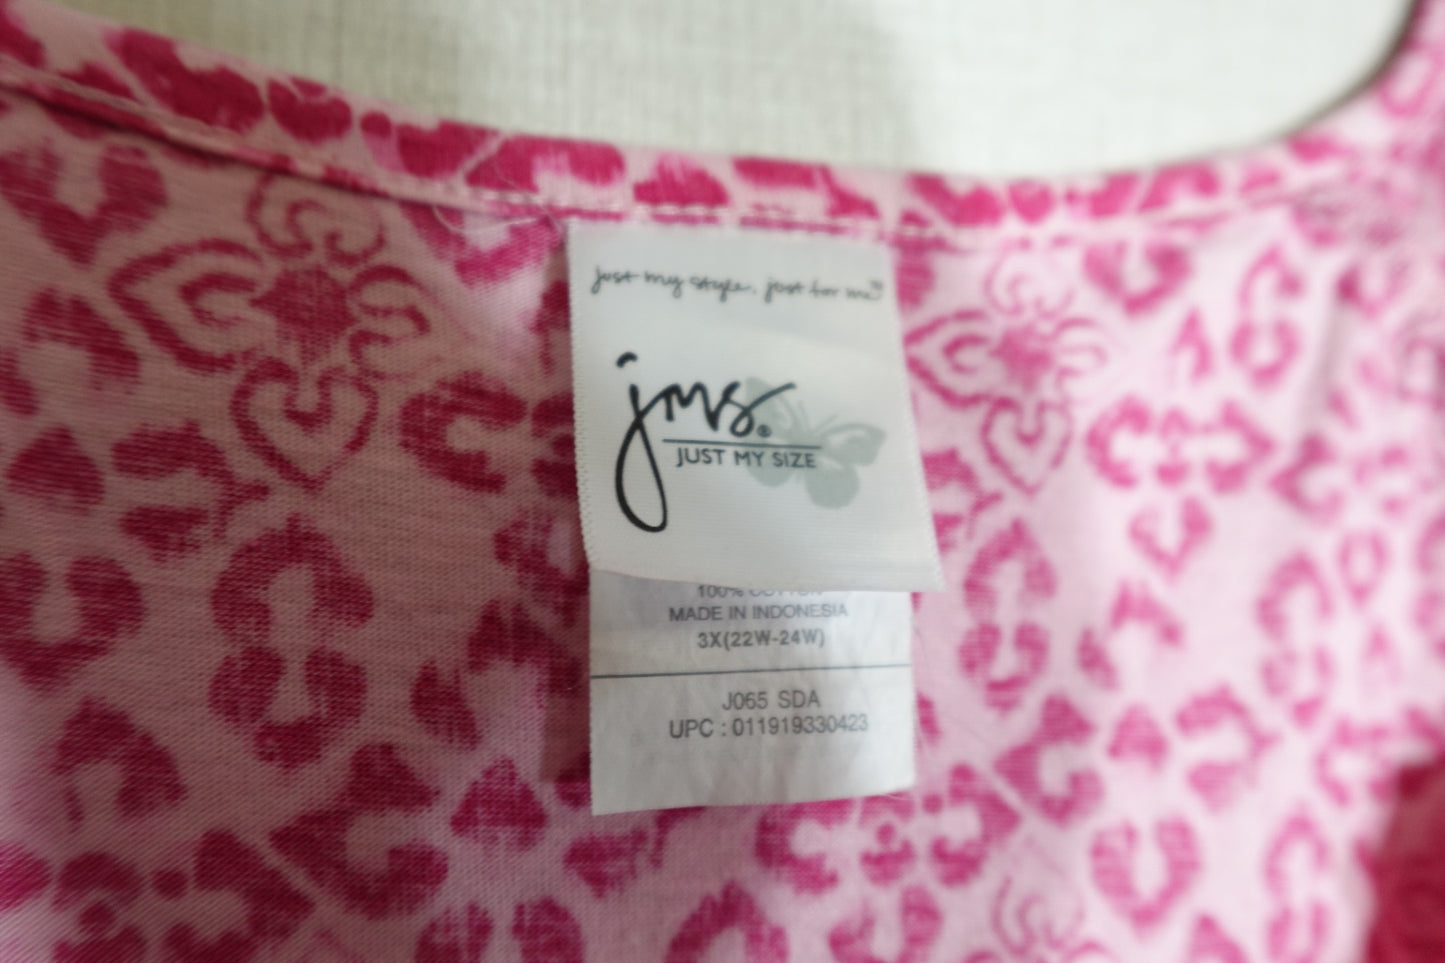 just my style. just for me™
jms®
JUST MY SIZE
100% COTTON
MADE IN INDONESIA
3X(22W-24W)
J065 SDA
UPC : 011919330423